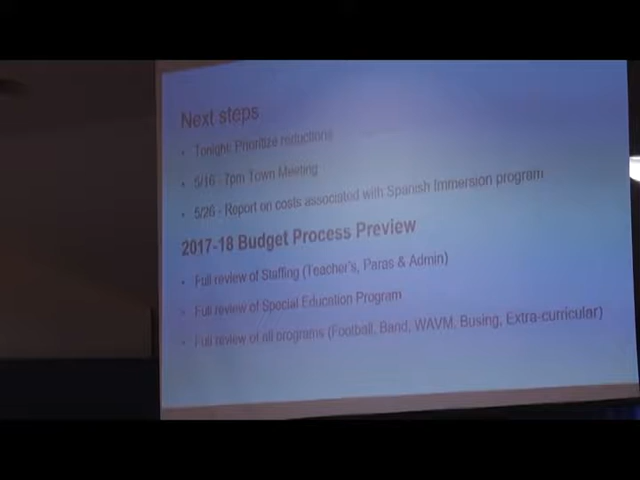 Next steps
• Tonight: Prioritize reductions
• 5/16 - 7pm Town Meeting
• 5/26 - Report on costs associated with Spanish Immersion program
2017-18 Budget Process Preview
• Full review of Staffing (Teacher's, Paras & Admin)
• Full review of Special Education Program
• Full review of all programs (Football, Band, WAVM, Busing, Extra-curricular)